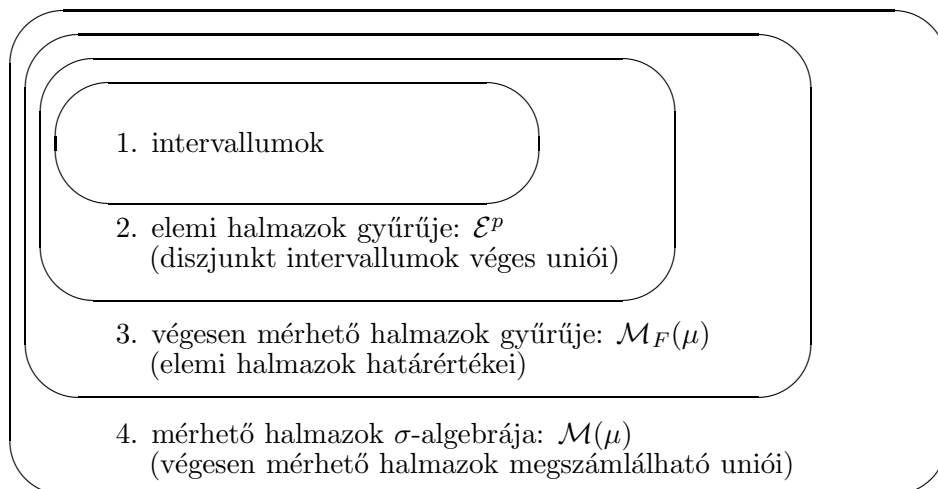 1. intervallumok
2. elemi halmazok gyűrűje: $\mathcal{E}^p$
(diszjunkt intervallumok véges uniói)
3. végesen mérhető halmazok gyűrűje: $\mathcal{M}_F(\mu)$
(elemi halmazok határértékei)
4. mérhető halmazok $\sigma$-algebrája: $\mathcal{M}(\mu)$
(végesen mérhető halmazok megszámlálható uniói)